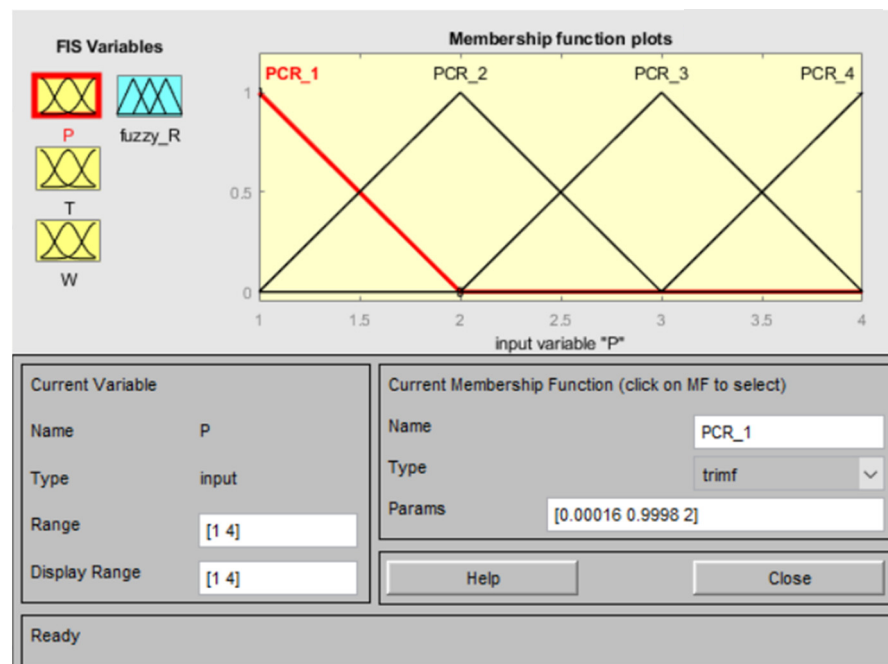 FIS Variables
P
fuzzy_R
T
W
Membership function plots
PCR_1
PCR_2
PCR_3
PCR_4
1
0.5
0
1
1.5
2
2.5
3
3.5
4
input variable "P"
Current Variable
Name
P
Type
input
Range
[1 4]
Display Range
[1 4]
Current Membership Function (click on MF to select)
Name
PCR_1
Type
trimf
Params
[0.00016 0.9998 2]
Help
Close
Ready